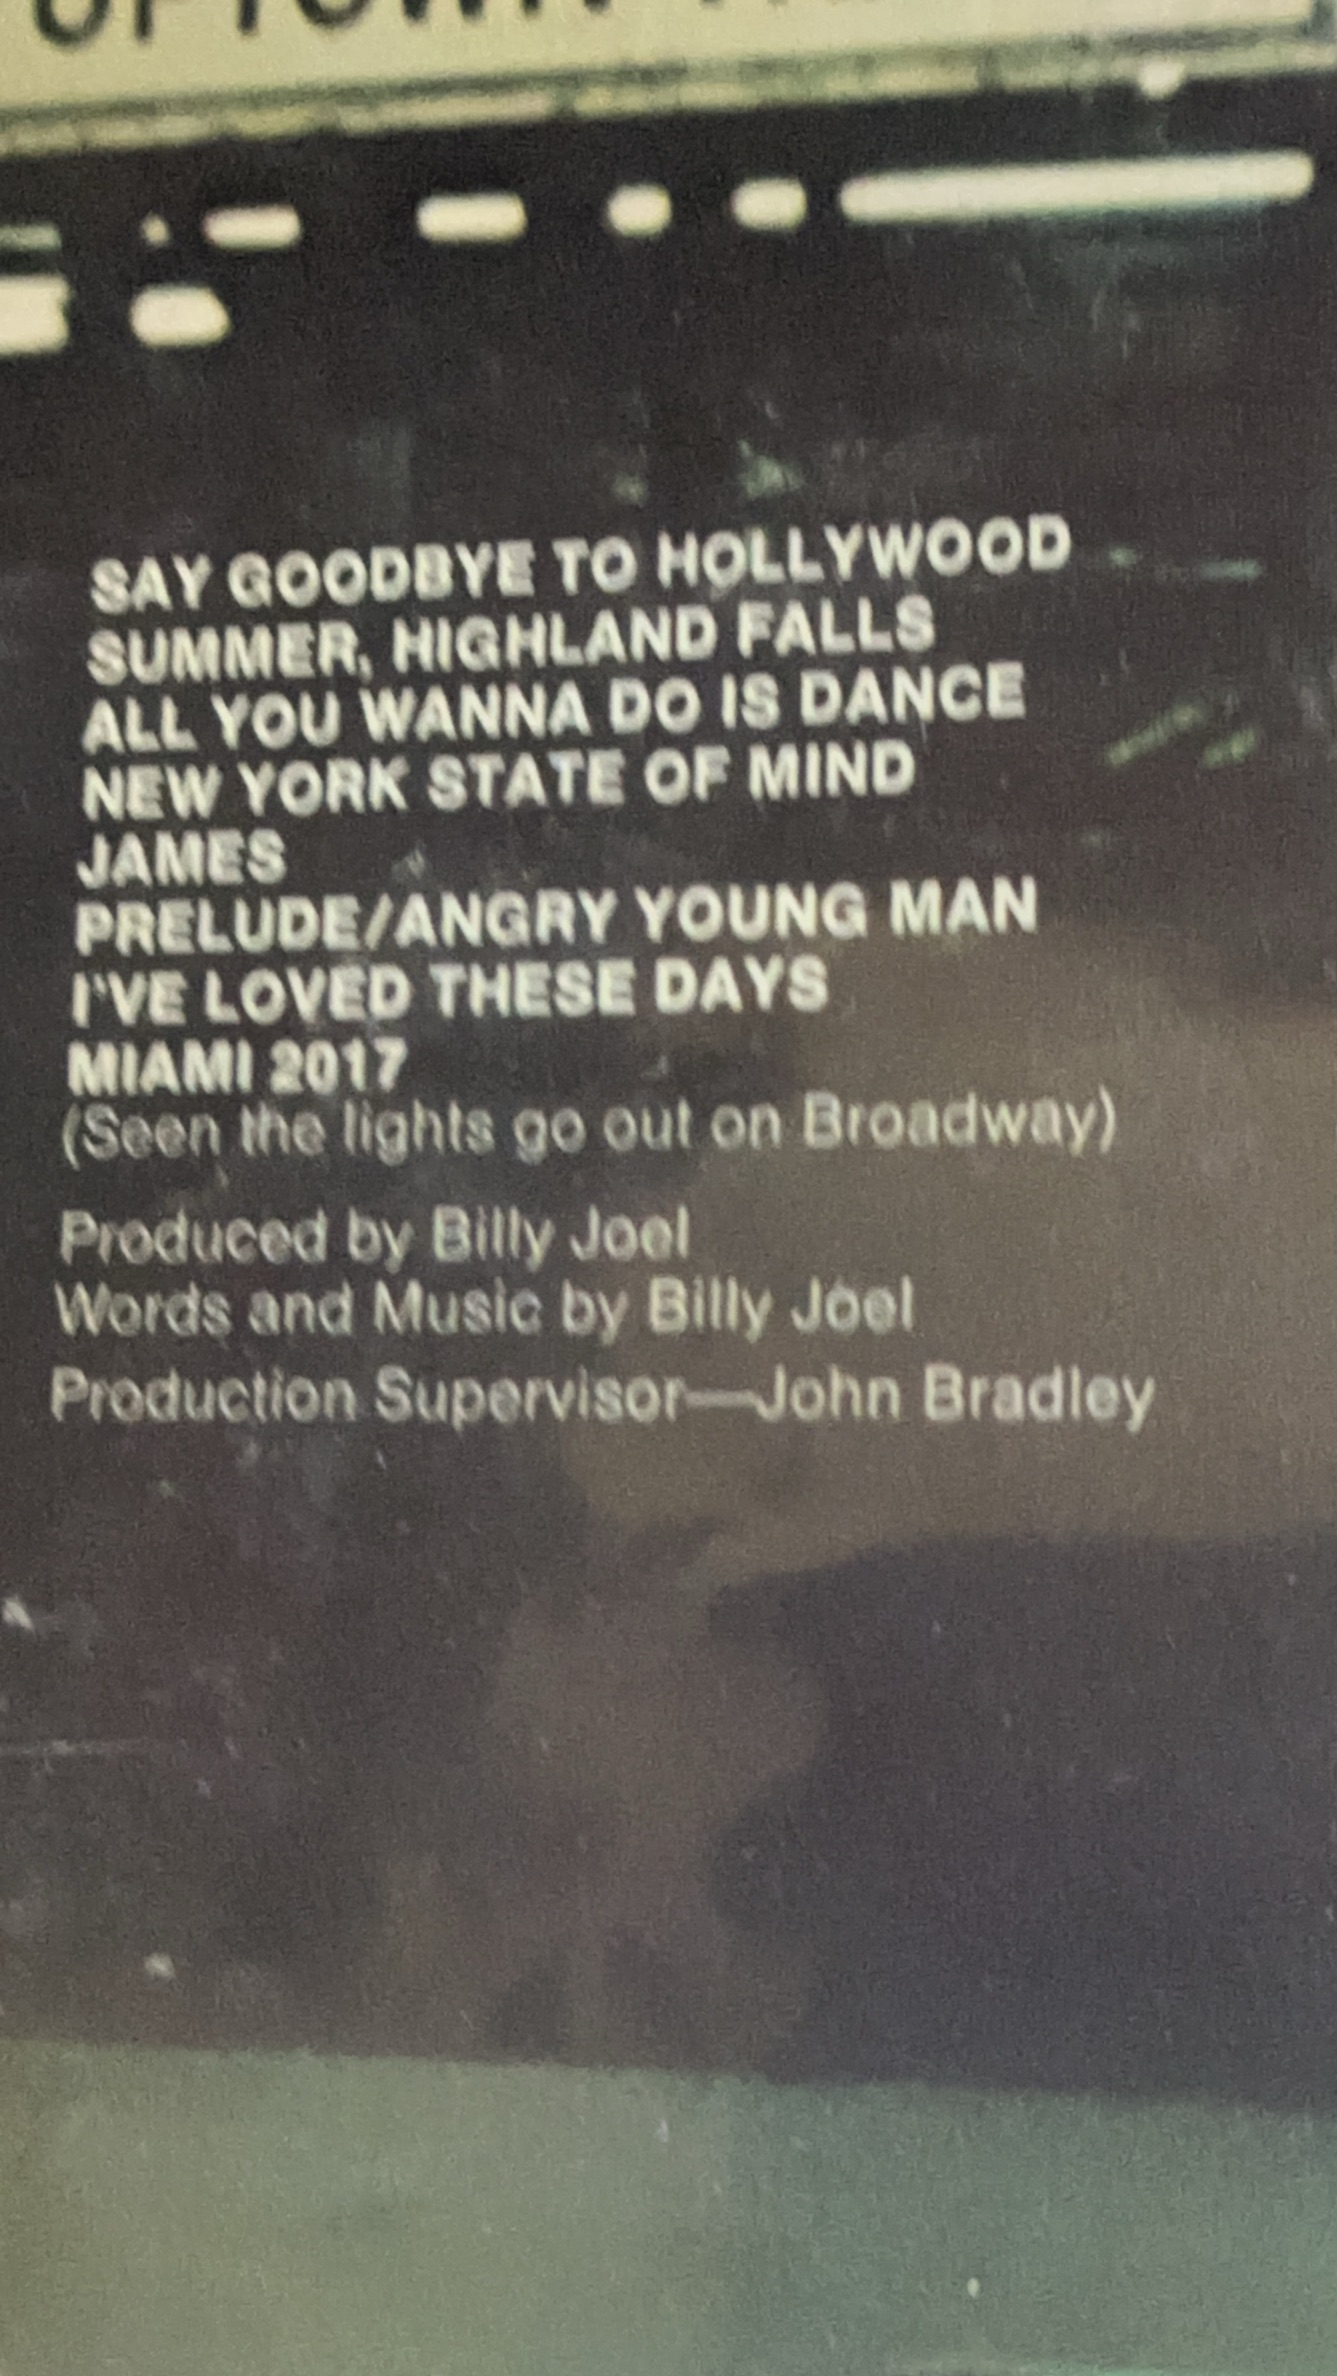 UPTOWN
SAY GOODBYE TO HOLLYWOOD
SUMMER, HIGHLAND FALLS
ALL YOU WANNA DO IS DANCE
NEW YORK STATE OF MIND
JAMES
PRELUDE/ANGRY YOUNG MAN
I'VE LOVED THESE DAYS
MIAMI 2017
(Seen the lights go out on Broadway)
Produced by Billy Joel
Words and Music by Billy Joel
Production Supervisor—John Bradley